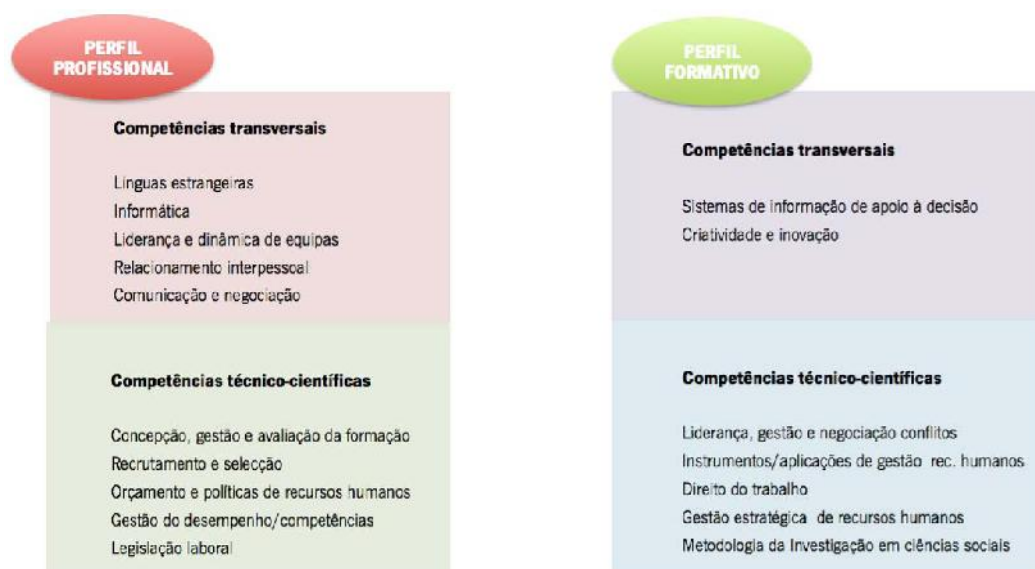 PERFIL
PROFISSIONAL
Competências transversais
Línguas estrangeiras
Informática
Liderança e dinâmica de equipas
Relacionamento interpessoal
Comunicação e negociação
Competências técnico-científicas
Concepção, gestão e avaliação da formação
Recrutamento e selecção
Orçamento e políticas de recursos humanos
Gestão do desempenho/competências
Legislação laboral
PERFIL
FORMATIVO
Competências transversais
Sistemas de informação de apoio à decisão
Criatividade e inovação
Competências técnico-científicas
Liderança, gestão e negociação conflitos
Instrumentos/aplicações de gestão rec. humanos
Direito do trabalho
Gestão estratégica de recursos humanos
Metodologia da Investigação em ciências sociais